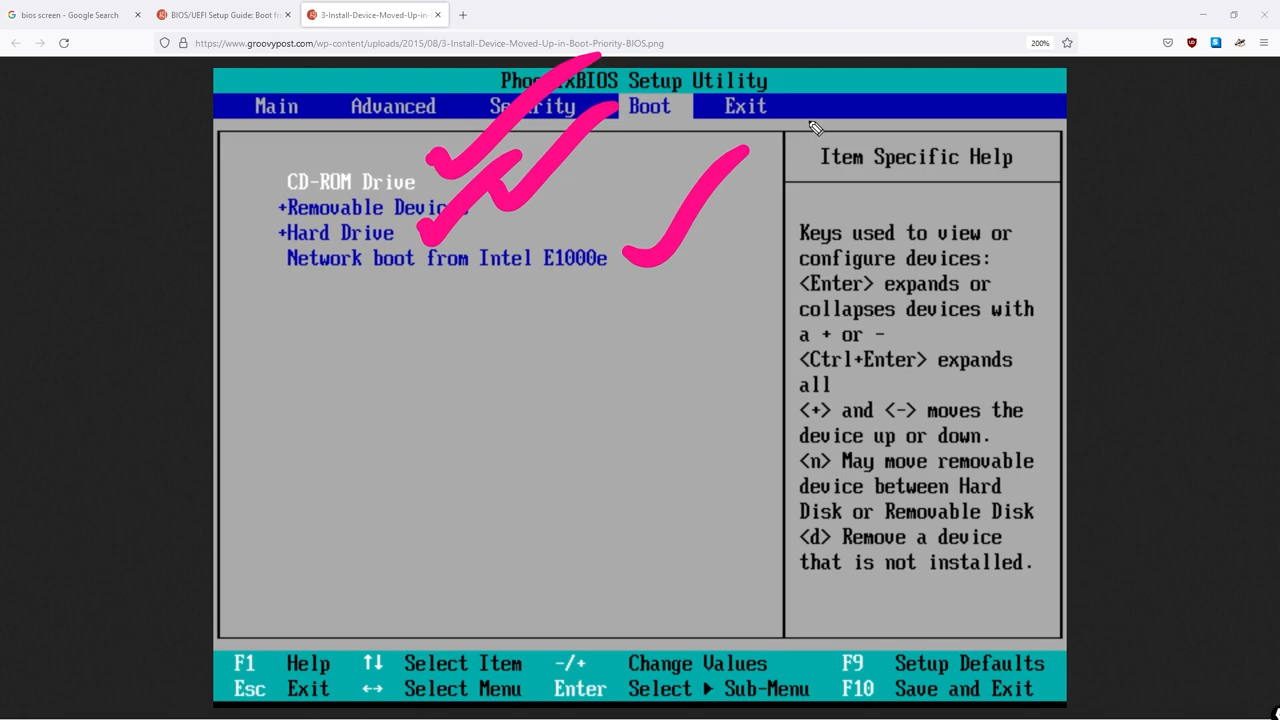 bios screen - Google Search
BIOS/UEFI Setup Guide: Boot fr
3-Install-Device-Moved-Up-in-
https://www.groovypost.com/wp-content/uploads/2015/08/3-Install-Device-Moved-Up-in-Boot-Priority-BIOS.png
200%
Setup Utility
Main Advanced Boot Exit
Item Specific Help
CD-ROM Drive
+Removable
+Hard Drive
Network boot from Intel E1000e
Keys used to view or
configure devices:
<Enter> expands or
collapses devices with
a + or -
<Ctrl+Enter> expands
all
<+> and <-> moves the
device up or down.
<n> May move removable
device between Hard
Disk or Removable Disk
<d> Remove a device
that is not installed.
F1 Help ↑↓ Select Item -/+ Change Values F9 Setup Defaults
Esc Exit ↔ Select Menu Enter Select ▶ Sub-Menu F10 Save and Exit